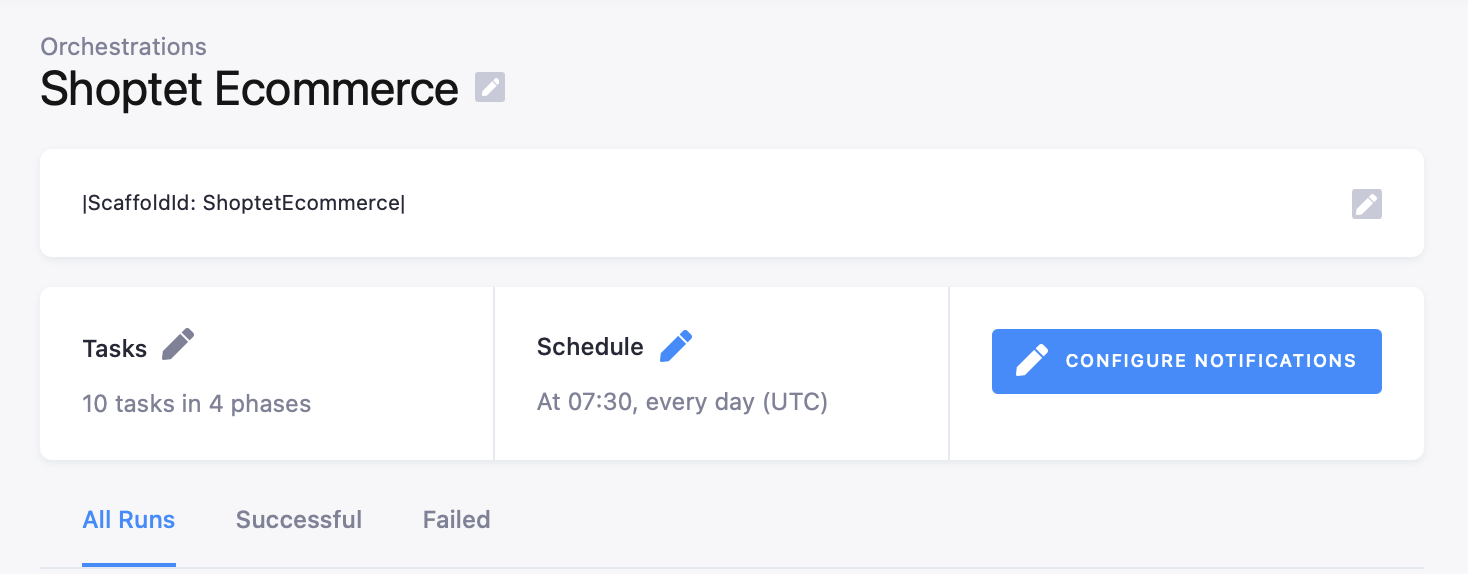 Orchestrations
Shoptet Ecommerce
|ScaffoldId: ShoptetEcommerce|
Tasks
10 tasks in 4 phases
Schedule
At 07:30, every day (UTC)
CONFIGURE NOTIFICATIONS
All Runs Successful Failed